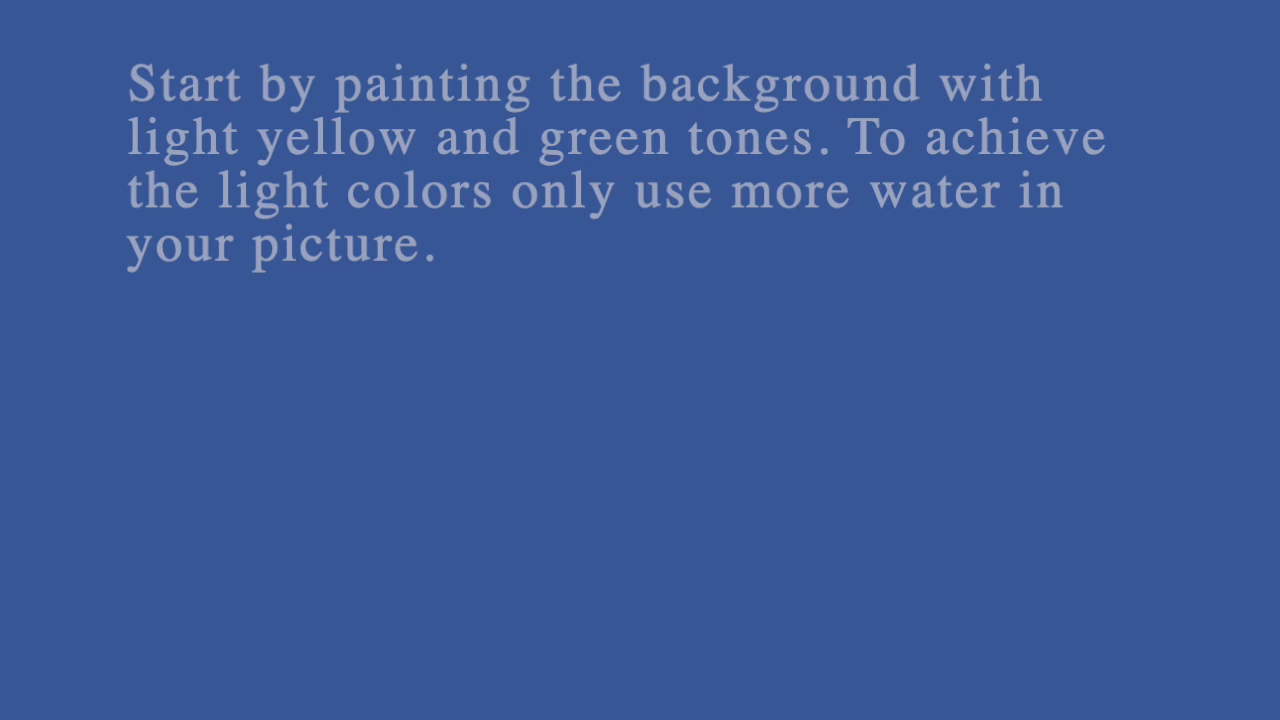 Start by painting the background with
light yellow and green tones. To achieve
the light colors only use more water in
your picture.